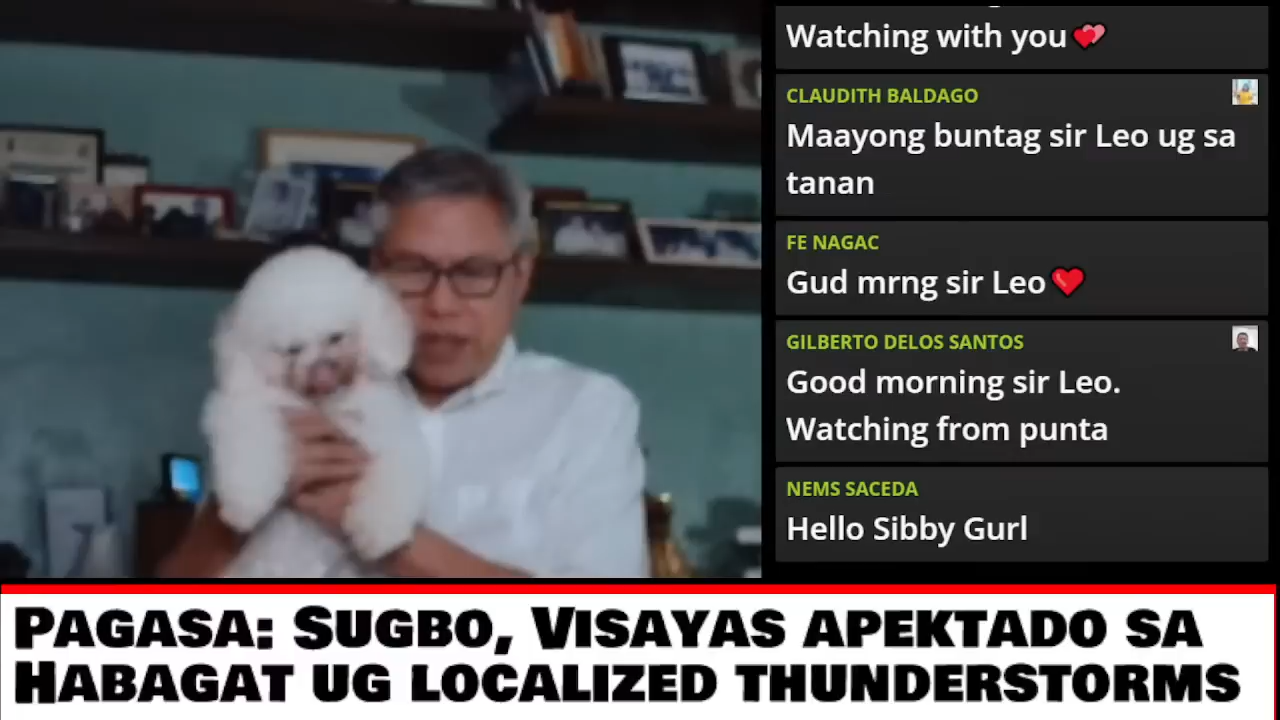 Watching with you
CLAUDITH BALDAGO
Maayong buntag sir Leo ug sa
tanan
FE NAGAC
Gud mrng sir Leo
GILBERTO DELOS SANTOS
Good morning sir Leo.
Watching from punta
NEMS SACEDA
Hello Sibby Gurl
PAGASA: SUGBO, VISAYAS APEKTADO SA
HABAGAT UG LOCALIZED THUNDERSTORMS